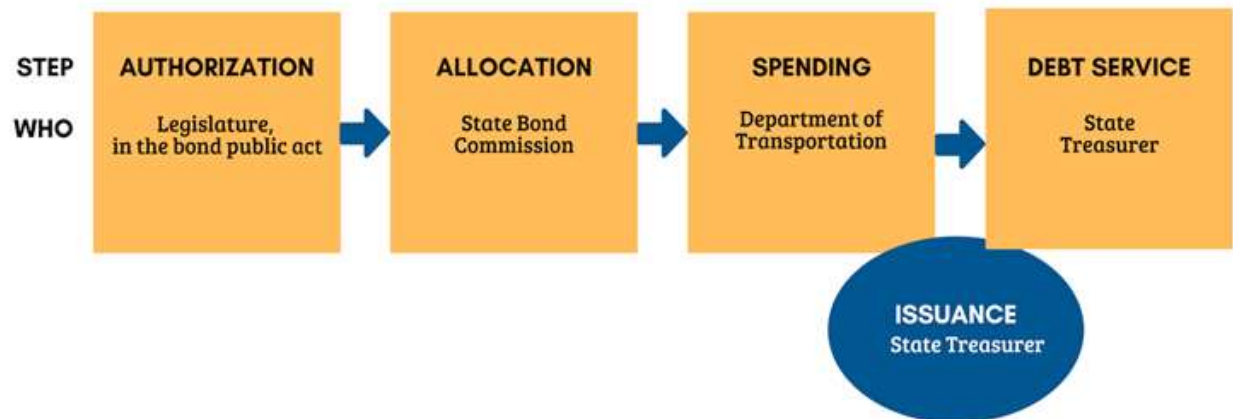 STEP
AUTHORIZATION
ALLOCATION
SPENDING
DEBT SERVICE
WHO
Legislature,
in the bond public act
State Bond
Commission
Department of
Transportation
State
Treasurer
ISSUANCE
State Treasurer